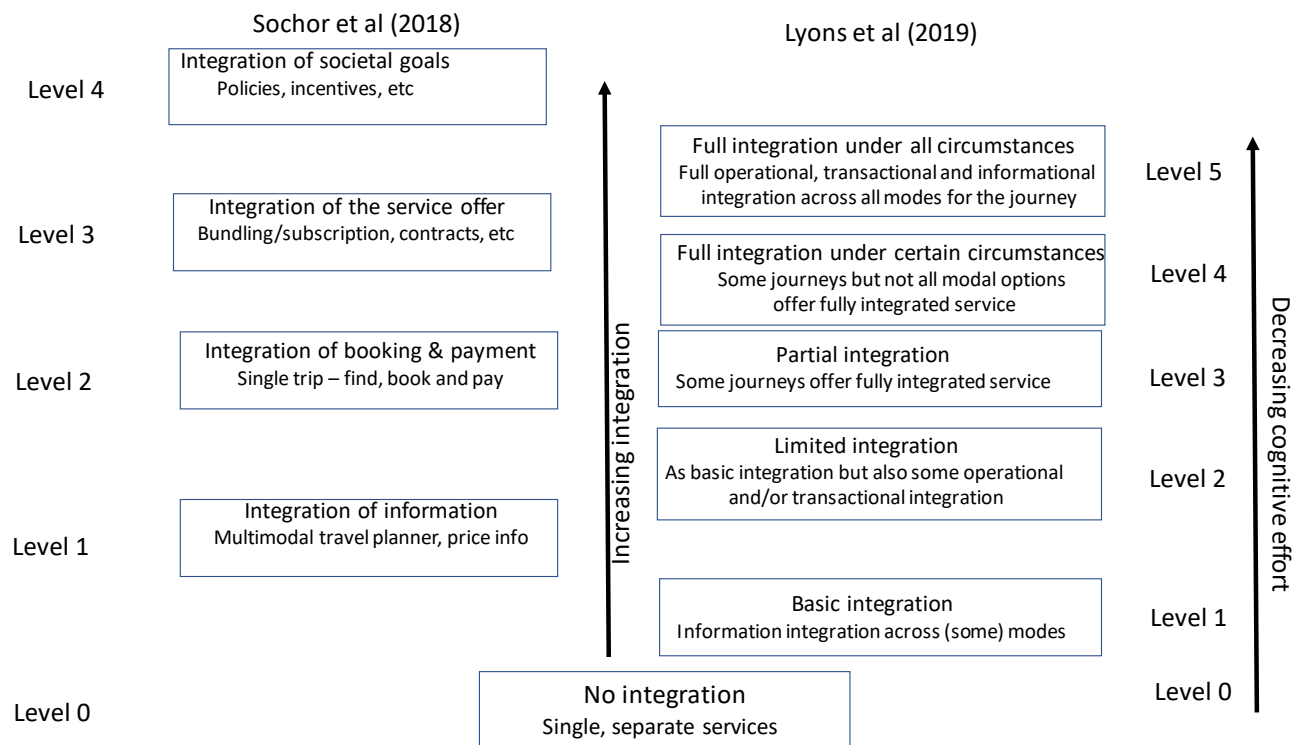 Sochor et al (2018)
Level 4
Integration of societal goals
Policies, incentives, etc
Level 3
Integration of the service offer
Bundling/subscription, contracts, etc
Level 2
Integration of booking & payment
Single trip – find, book and pay
Level 1
Integration of information
Multimodal travel planner, price info
Level 0
No integration
Single, separate services
Increasing integration
Lyons et al (2019)
Full integration under all circumstances
Full operational, transactional and informational
integration across all modes for the journey
Level 5
Full integration under certain circumstances
Some journeys but not all modal options
offer fully integrated service
Level 4
Partial integration
Some journeys offer fully integrated service
Level 3
Limited integration
As basic integration but also some operational
and/or transactional integration
Level 2
Basic integration
Information integration across (some) modes
Level 1
Level 0
Decreasing cognitive effort